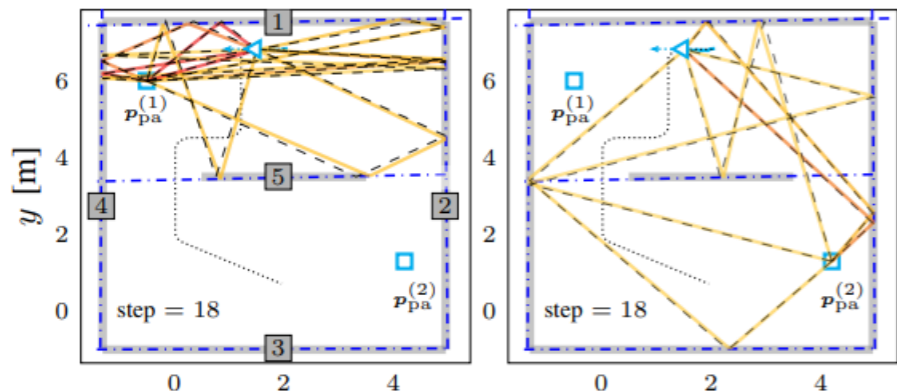 1
6
p_pa^(1)
p_pa^(1)
4
5
y [m]
4
2
2
p_pa^(2)
p_pa^(2)
0
step = 18
step = 18
3
0 2 4
0 2 4